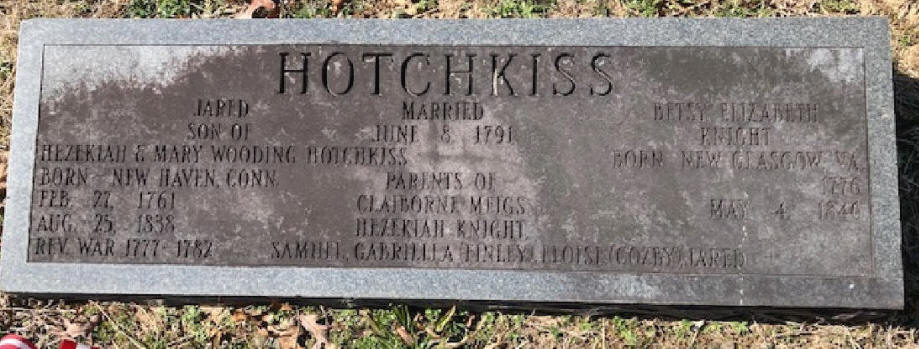 HOTCHKISS
JARED MARRIED BETSY ELIZABETH
SON OF JUNE 8, 1791 KNIGHT
HEZEKIAH & MARY WOODING HOTCHKISS BORN NEW GLASGOW VA.
BORN - NEW HAVEN, CONN. PARENTS OF 1776
FEB. 27, 1761 CLAIBORNE MEIGS MAY 4, 1846
AUG. 25, 1838 HEZEKIAH KNIGHT
REV. WAR 1777-1782 SAMUEL, GABRILLLA (FINLEY), ELOISE (COZBY), JARED